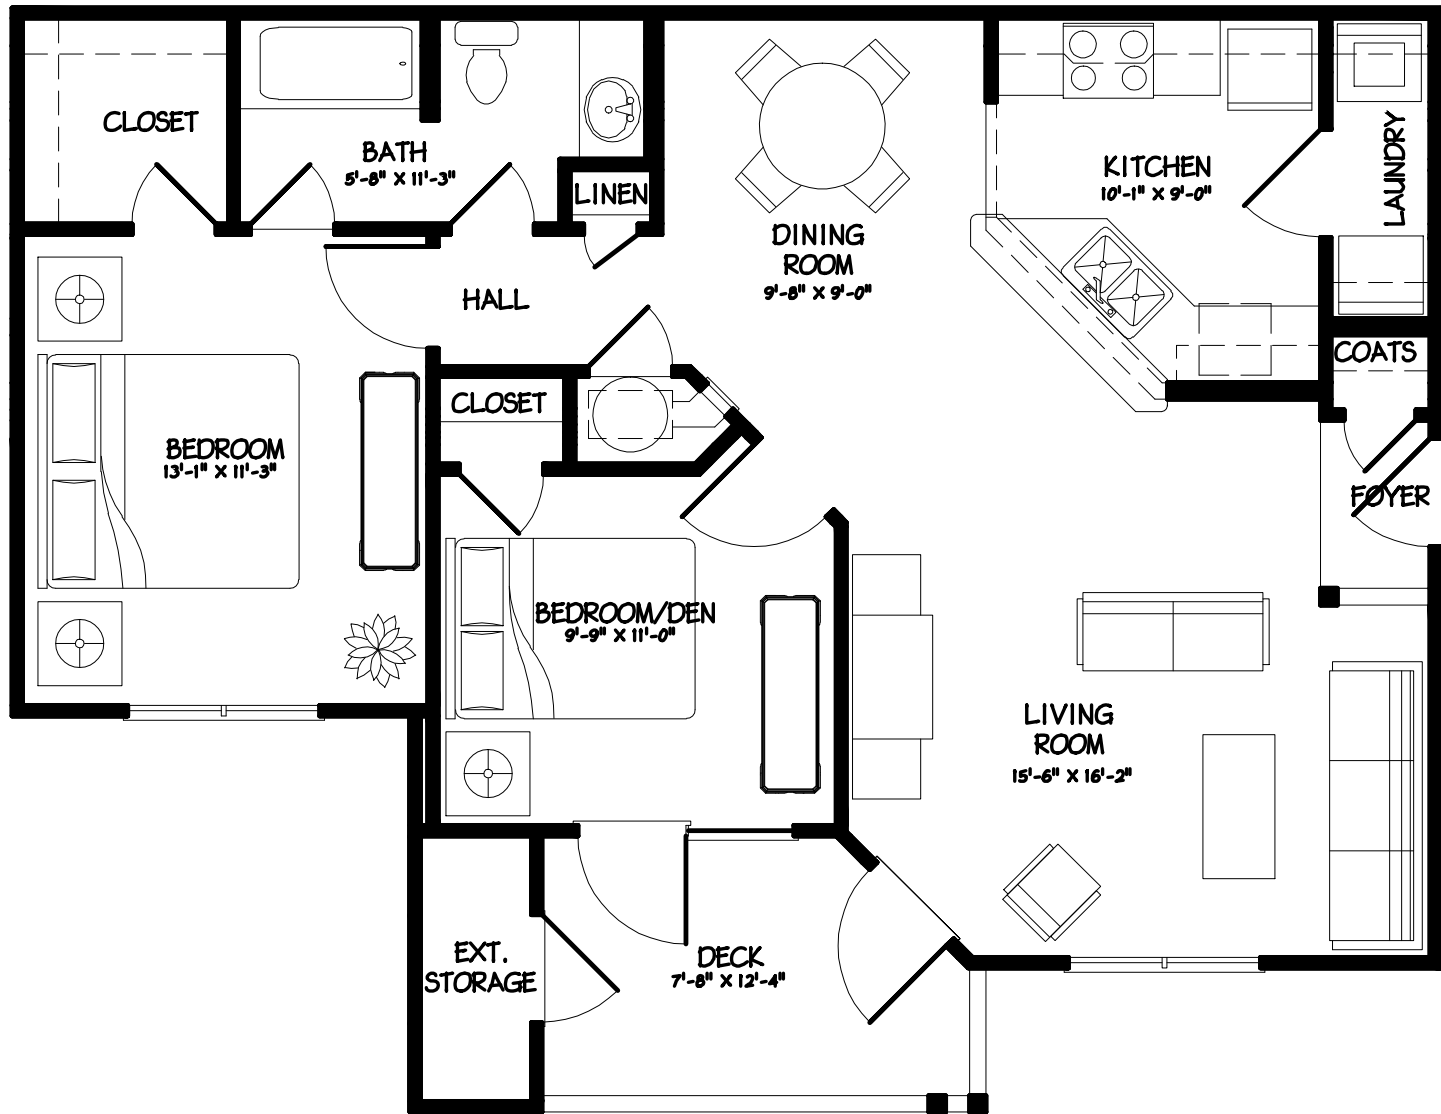 CLOSET
BATH
5'-8" X 11'-3"
LINEN
KITCHEN
10'-1" X 9'-0"
LAUNDRY
DINING
ROOM
9'-8" X 9'-0"
HALL
COATS
CLOSET
BEDROOM
13'-1" X 11'-3"
FOYER
BEDROOM/DEN
9'-9" X 11'-0"
LIVING
ROOM
15'-6" X 16'-2"
EXT.
STORAGE
DECK
7'-8" X 12'-4"